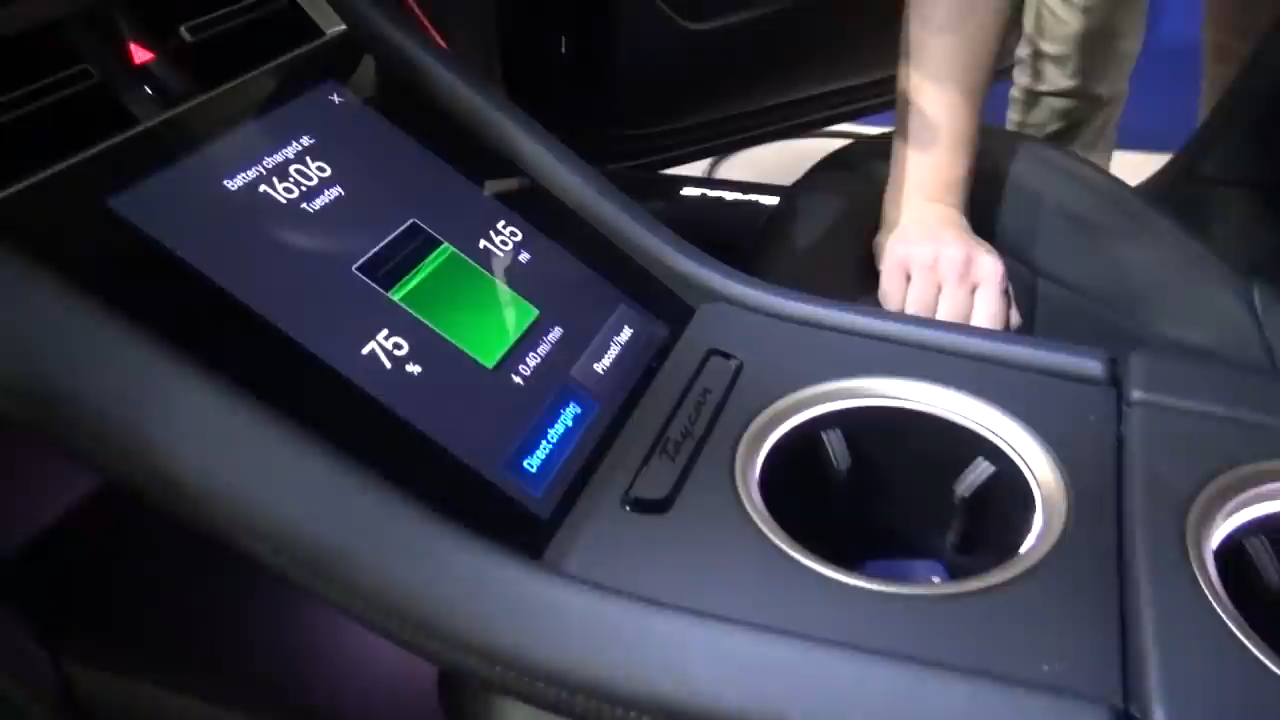 Battery charged at:
16:06
Tuesday
165
mi
75
%
0.40 mi/min
Precool/heat
Direct charging
Taycan